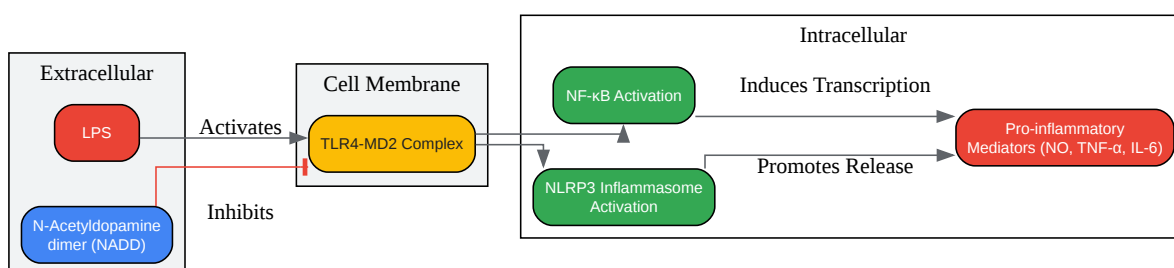 Extracellular
LPS
N-Acetyldopamine
dimer (NADD)
Activates
Inhibits
Cell Membrane
TLR4-MD2 Complex
Intracellular
NF-κB Activation
NLRP3 Inflammasome
Activation
Induces Transcription
Promotes Release
Pro-inflammatory
Mediators (NO, TNF-α, IL-6)